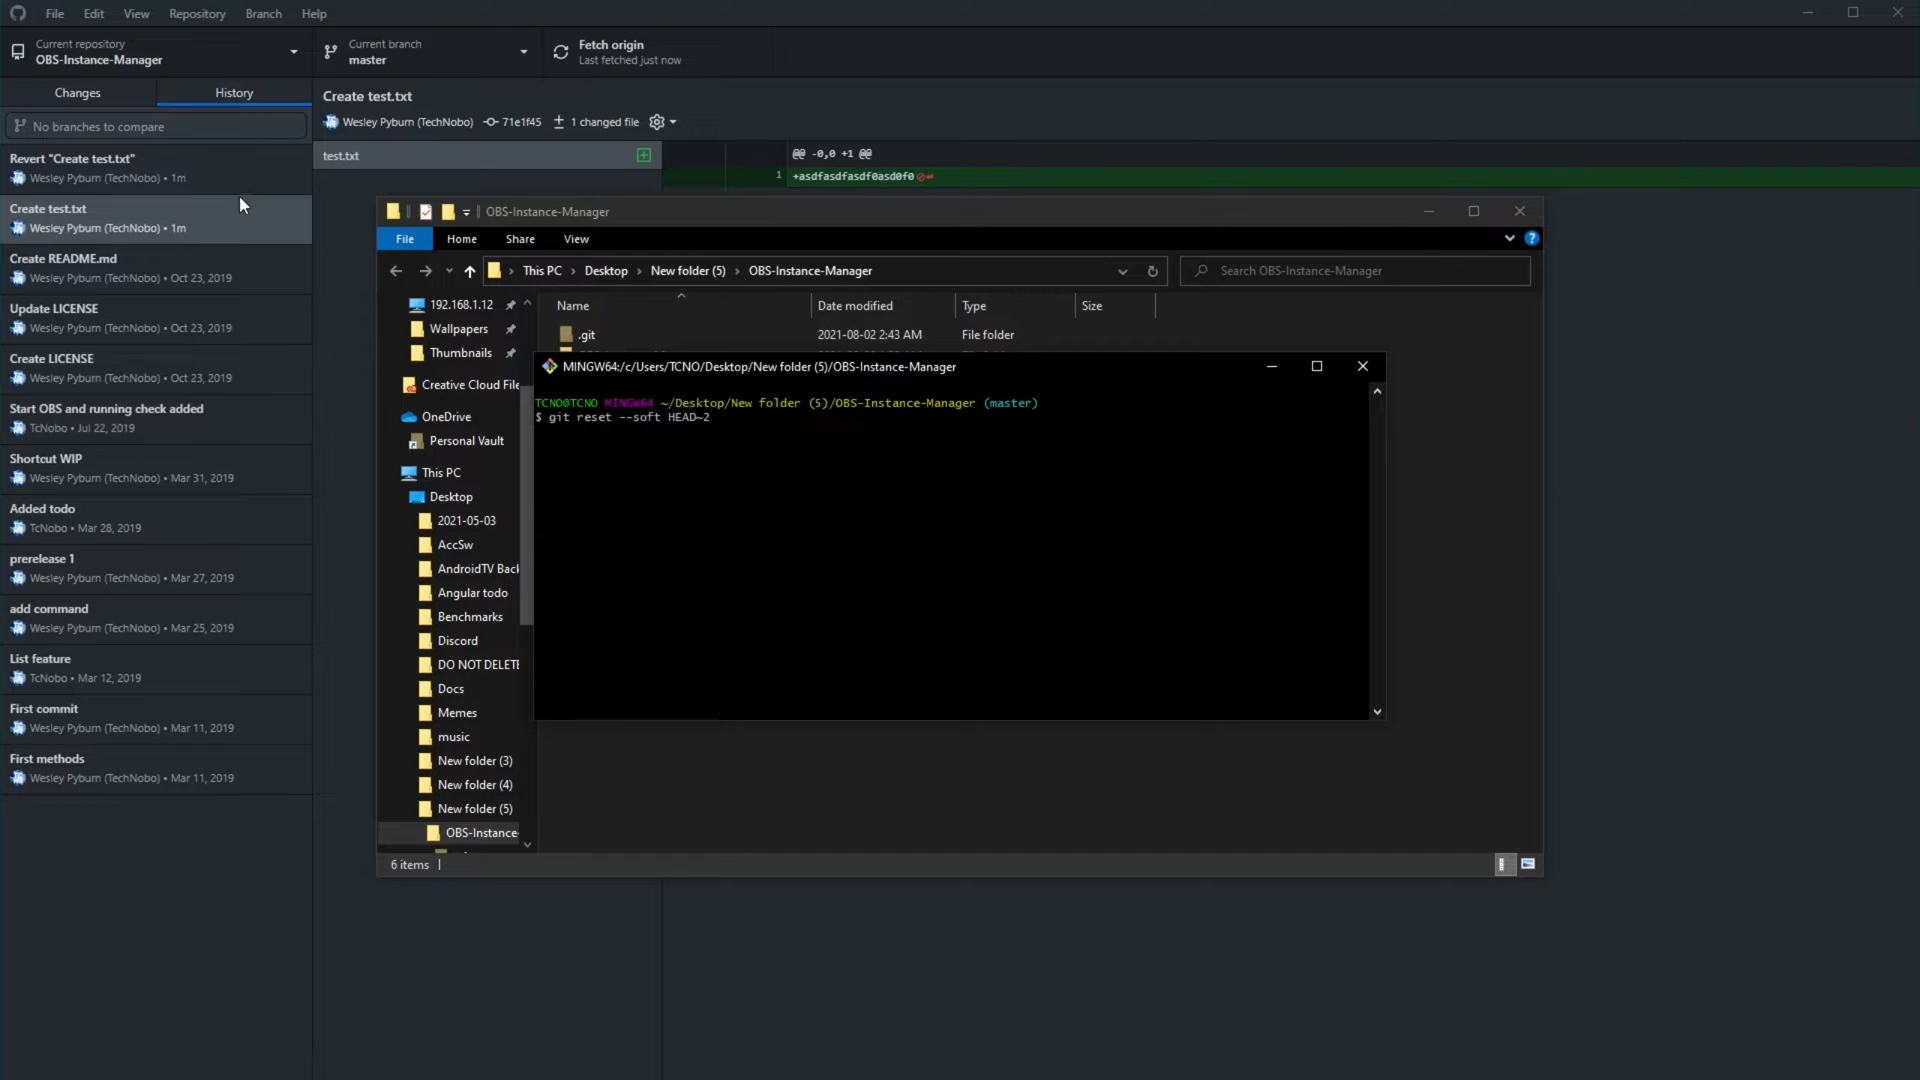 File Edit View Repository Branch Help
Current repository
OBS-Instance-Manager
Current branch
master
Fetch origin
Last fetched just now
Changes
History
No branches to compare
Revert "Create test.txt"
Wesley Pyburn (TechNobo) • 1m
Create test.txt
Wesley Pyburn (TechNobo) • 1m
Create README.md
Wesley Pyburn (TechNobo) • Oct 23, 2019
Update LICENSE
Wesley Pyburn (TechNobo) • Oct 23, 2019
Create LICENSE
Wesley Pyburn (TechNobo) • Oct 23, 2019
Start OBS and running check added
TcNobo • Jul 22, 2019
Shortcut WIP
Wesley Pyburn (TechNobo) • Mar 31, 2019
Added todo
TcNobo • Mar 28, 2019
prerelease 1
Wesley Pyburn (TechNobo) • Mar 27, 2019
add command
Wesley Pyburn (TechNobo) • Mar 25, 2019
List feature
TcNobo • Mar 12, 2019
First commit
Wesley Pyburn (TechNobo) • Mar 11, 2019
First methods
Wesley Pyburn (TechNobo) • Mar 11, 2019
Create test.txt
Wesley Pyburn (TechNobo) 71e1f45 1 changed file
test.txt
@@ -0,0 +1 @@
1 +asdfasdfasdf0asd0f0
OBS-Instance-Manager
File Home Share View
This PC › Desktop › New folder (5) › OBS-Instance-Manager
Search OBS-Instance-Manager
Name Date modified Type Size
.git 2021-08-02 2:43 AM File folder
192.168.1.12
Wallpapers
Thumbnails
Creative Cloud File
OneDrive
Personal Vault
This PC
Desktop
2021-05-03
AccSw
AndroidTV Back
Angular todo
Benchmarks
Discord
DO NOT DELETE
Docs
Memes
music
New folder (3)
New folder (4)
New folder (5)
OBS-Instance-
6 items
MINGW64:/c/Users/TCNO/Desktop/New folder (5)/OBS-Instance-Manager
TCNO@TCNO MINGW64 ~/Desktop/New folder (5)/OBS-Instance-Manager (master)
$ git reset --soft HEAD~2